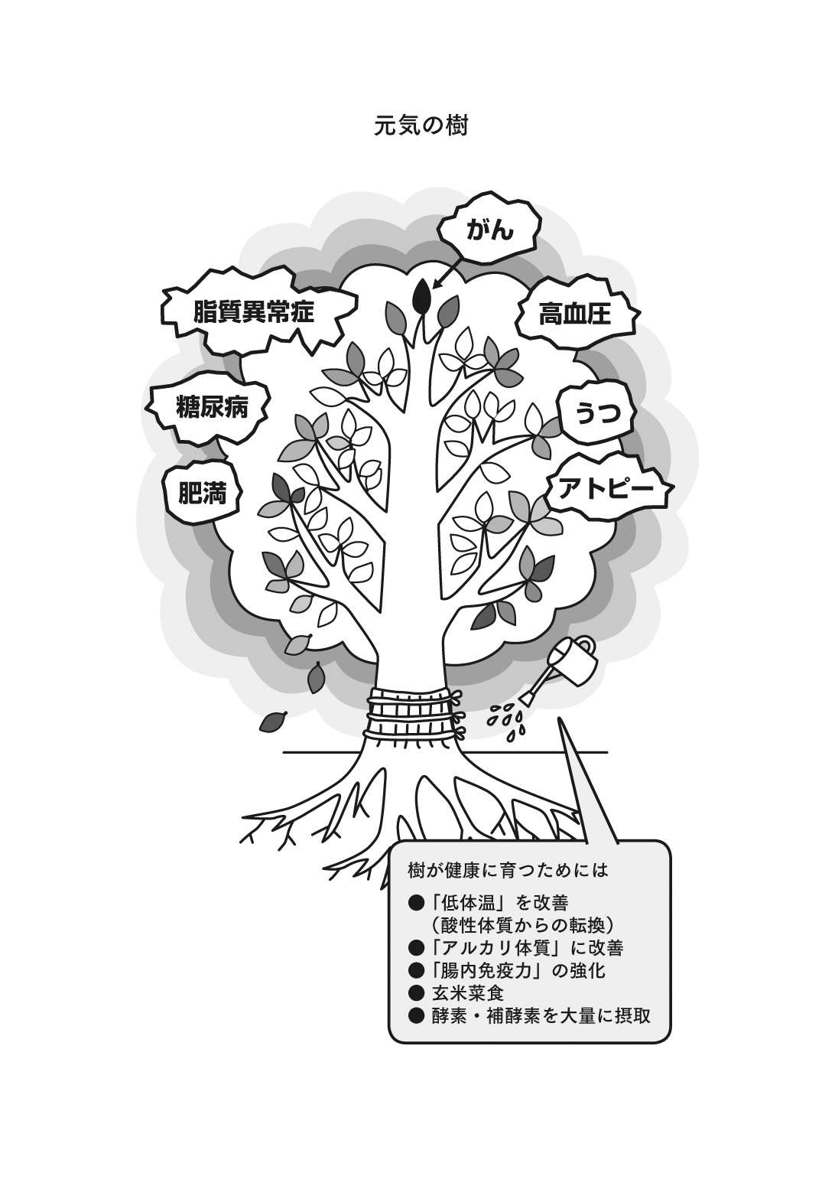 元気の樹
がん
脂質異常症
高血圧
糖尿病
うつ
肥満
アトピー
樹が健康に育つためには
●「低体温」を改善
（酸性体質からの転換）
●「アルカリ体質」に改善
●「腸内免疫力」の強化
● 玄米菜食
● 酵素・補酵素を大量に摂取